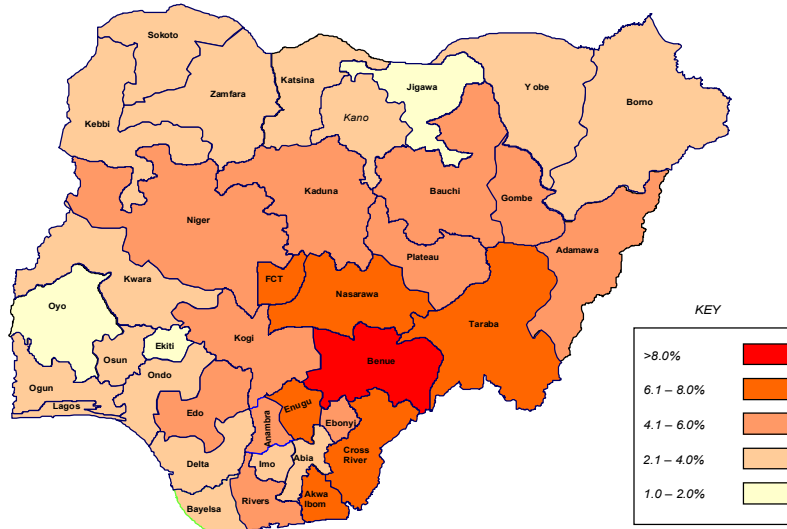 Sokoto
Katsina
Zamfara
Jigawa
Y obe
Borno
Kebbi
Kano
Kaduna
Bauchi
Gombe
Niger
Adamawa
Plateau
FCT
Kwara
Nasarawa
Taraba
Oyo
KEY
Kogi
Ekiti
Osun
Benue
>8.0%
Ondo
Ogun
6.1 – 8.0%
Lagos
Enugu
Edo
Anambra
Ebonyi
4.1 – 6.0%
Cross
River
Delta
Imo
Abia
2.1 – 4.0%
Akwa
Ibom
Rivers
Bayelsa
1.0 – 2.0%